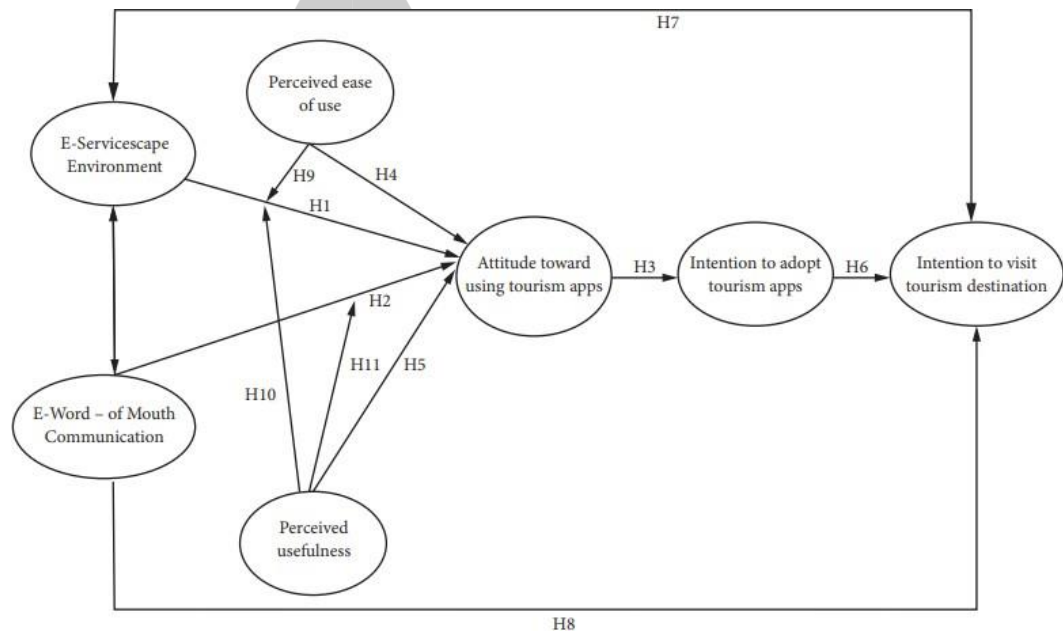 H7
Perceived ease
of use
E-Servicescape
Environment
H9
H4
H1
Attitude toward
using tourism apps
H3
Intention to adopt
tourism apps
H6
Intention to visit
tourism destination
H2
H11
H5
H10
E-Word – of Mouth
Communication
Perceived
usefulness
H8